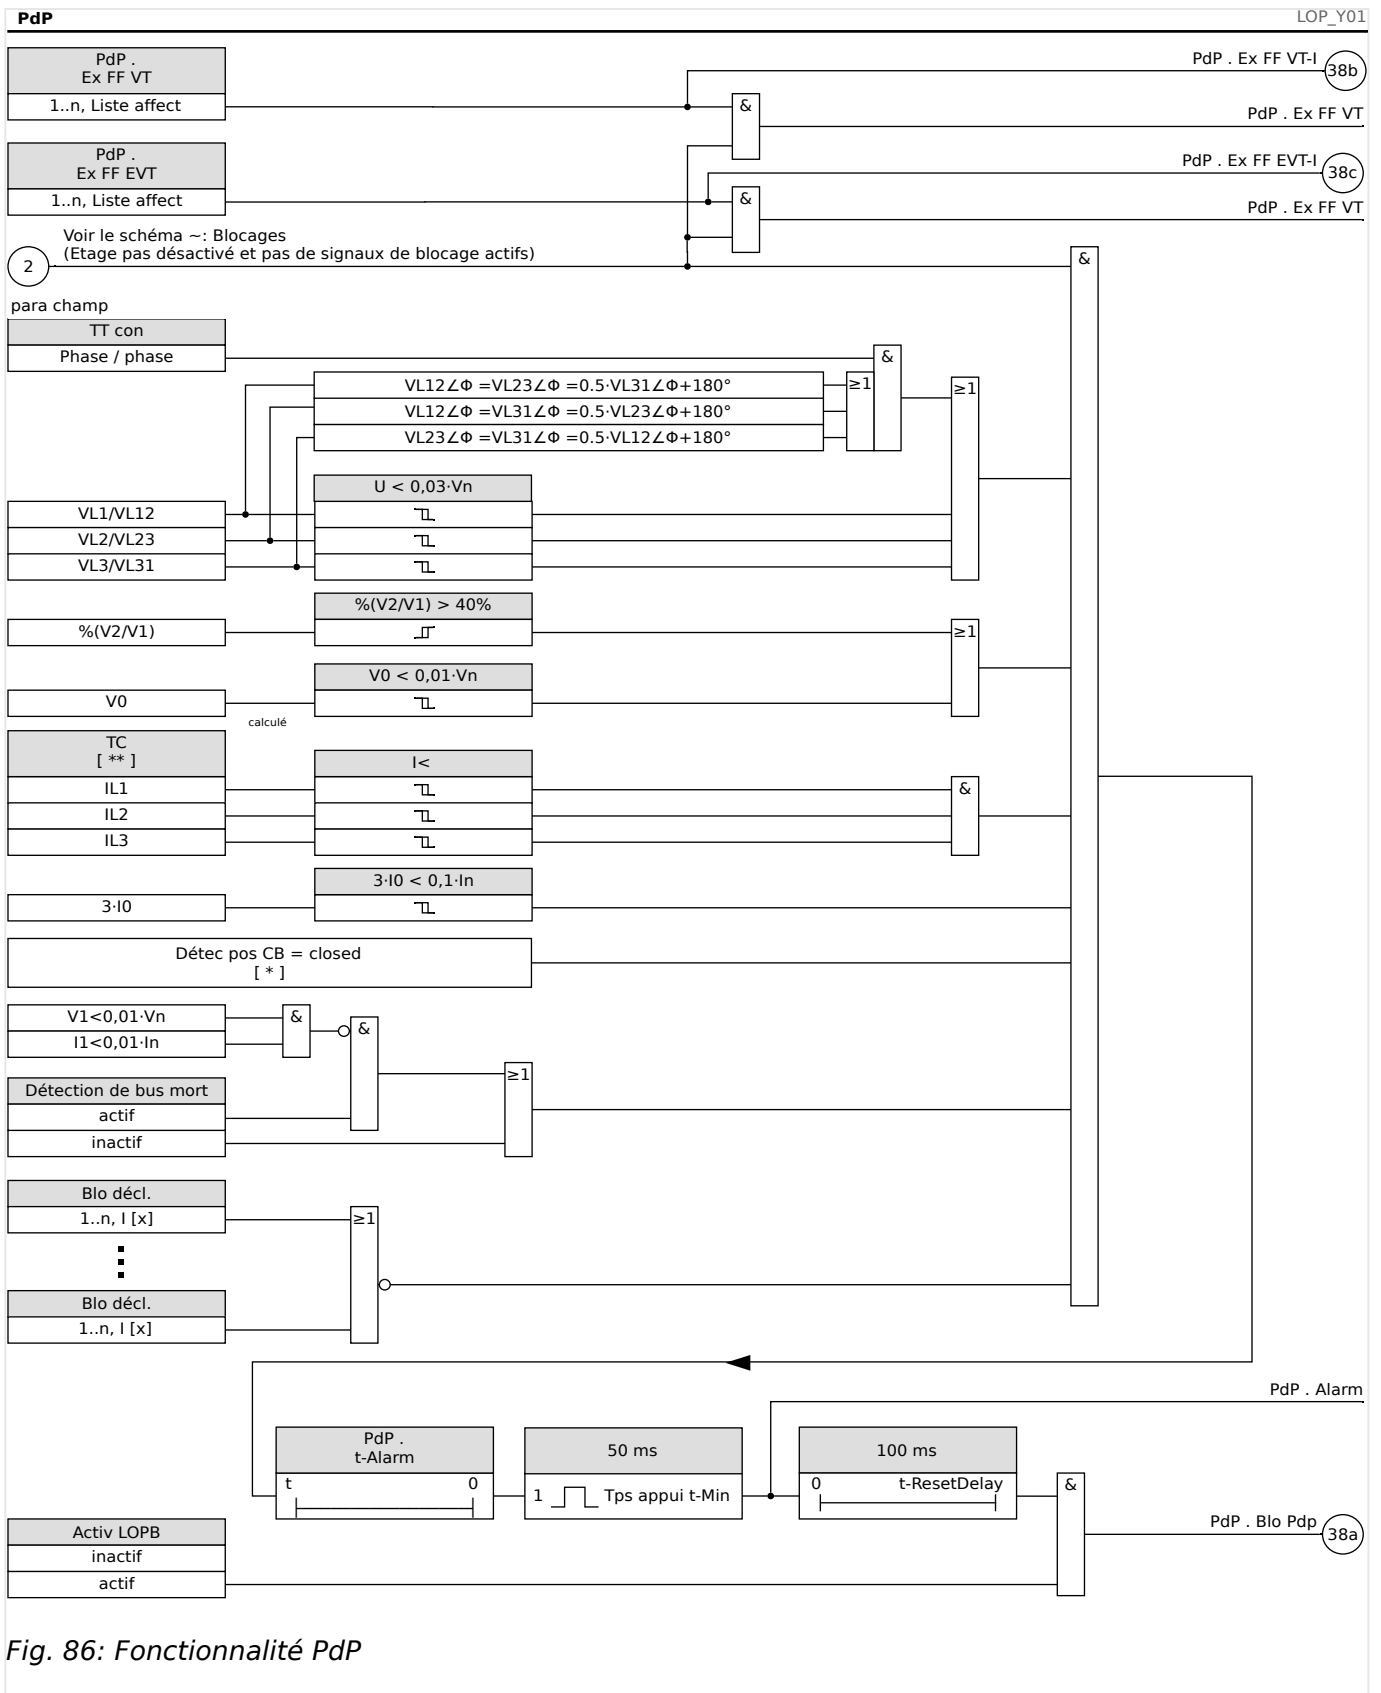 PdP
LOP_Y01
PdP .
Ex FF VT
1..n, Liste affect
PdP . Ex FF VT-I
38b
&
PdP . Ex FF VT
PdP .
Ex FF EVT
1..n, Liste affect
PdP . Ex FF EVT-I
38c
&
PdP . Ex FF VT
Voir le schéma ~: Blocages
(Etage pas désactivé et pas de signaux de blocage actifs)
2
&
para champ
TT con
Phase / phase
&
VL12∠Φ =VL23∠Φ =0.5·VL31∠Φ+180°
≥1
≥1
VL12∠Φ =VL31∠Φ =0.5·VL23∠Φ+180°
VL23∠Φ =VL31∠Φ =0.5·VL12∠Φ+180°
U < 0,03·Vn
VL1/VL12
VL2/VL23
VL3/VL31
%(V2/V1) > 40%
%(V2/V1)
≥1
V0 < 0,01·Vn
V0
calculé
TC
[ ** ]
I<
IL1
&
IL2
IL3
3·I0 < 0,1·In
3·I0
Détec pos CB = closed
[ * ]
V1<0,01·Vn
&
&
I1<0,01·In
≥1
Détection de bus mort
actif
inactif
Blo décl.
1..n, I [x]
≥1
Blo décl.
1..n, I [x]
PdP . Alarm
PdP .
t-Alarm
50 ms
100 ms
t
0
1
Tps appui t-Min
0
t-ResetDelay
&
Activ LOPB
inactif
actif
PdP . Blo Pdp
38a
Fig. 86: Fonctionnalité PdP